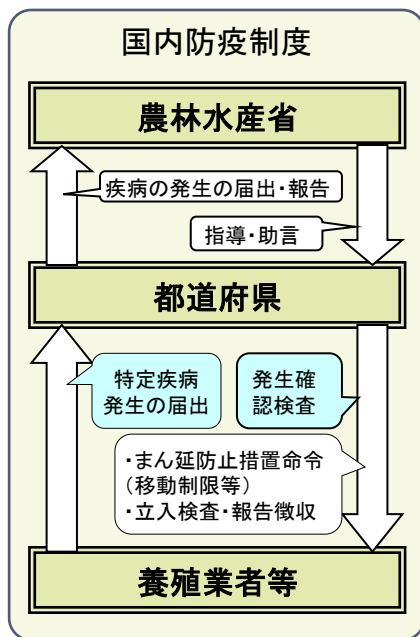 国内防疫制度
農林水産省
疾病の発生の届出・報告
指導・助言
都道府県
特定疾病
発生の届出
発生確
認検査
・まん延防止措置命令
(移動制限等)
・立入検査・報告徴収
養殖業者等